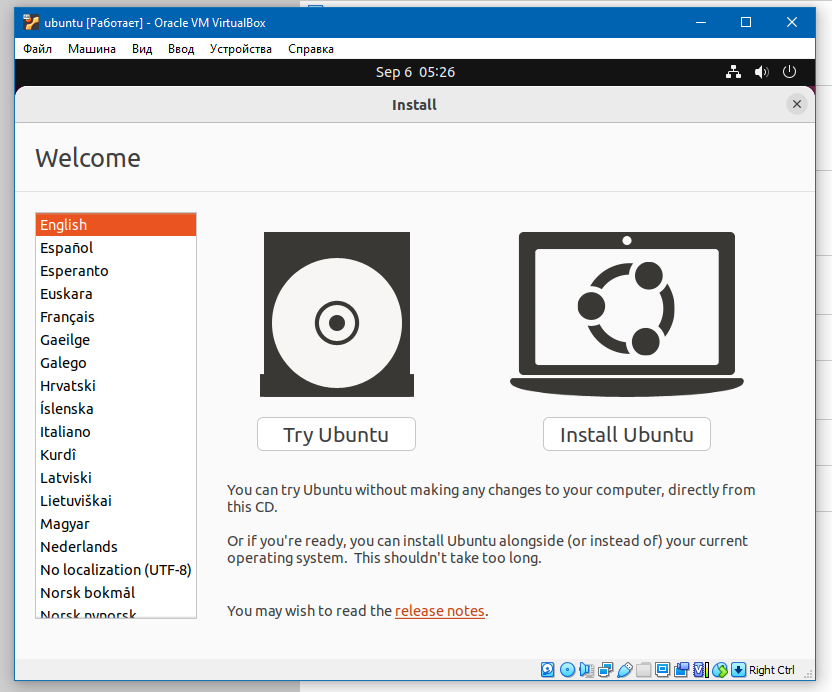 ubuntu [Работает] - Oracle VM VirtualBox
Файл Машина Вид Ввод Устройства Справка
Sep 6 05:26
Install
Welcome
English
Español
Esperanto
Euskara
Français
Gaeilge
Galego
Hrvatski
Íslenska
Italiano
Kurdî
Latviski
Lietuviškai
Magyar
Nederlands
No localization (UTF-8)
Norsk bokmål
Norsk nynorsk
Try Ubuntu
Install Ubuntu
You can try Ubuntu without making any changes to your computer, directly from
this CD.
Or if you're ready, you can install Ubuntu alongside (or instead of) your current
operating system. This shouldn't take too long.
You may wish to read the release notes.
Right Ctrl